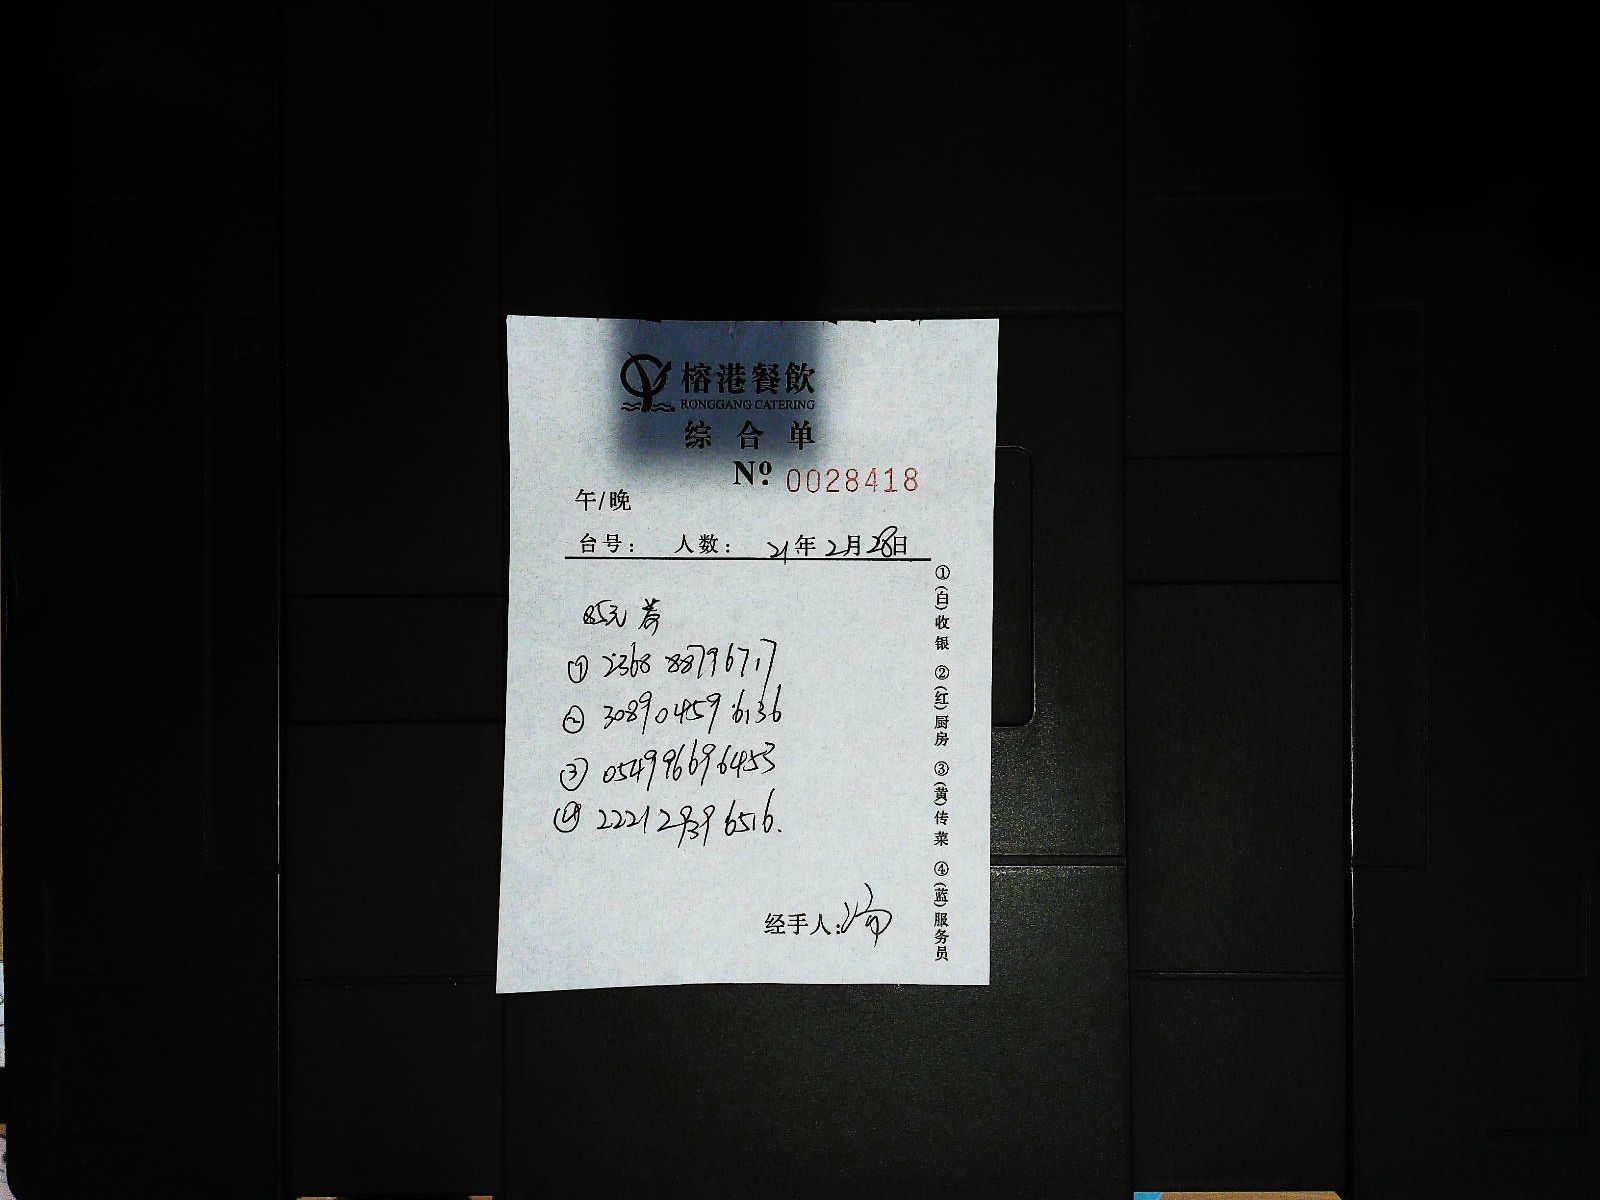 榕港餐飲
RONGGANG CATERING
综合单
Nº 0028418
午/晚
台号： 人数： 21年2月28日
85元
① 2368 88796717
② 30890459 6136
③ 054996696453
④ 222129396516.
经手人：
①(白)收银 ②(红)厨房 ③(黄)传菜 ④(蓝)服务员